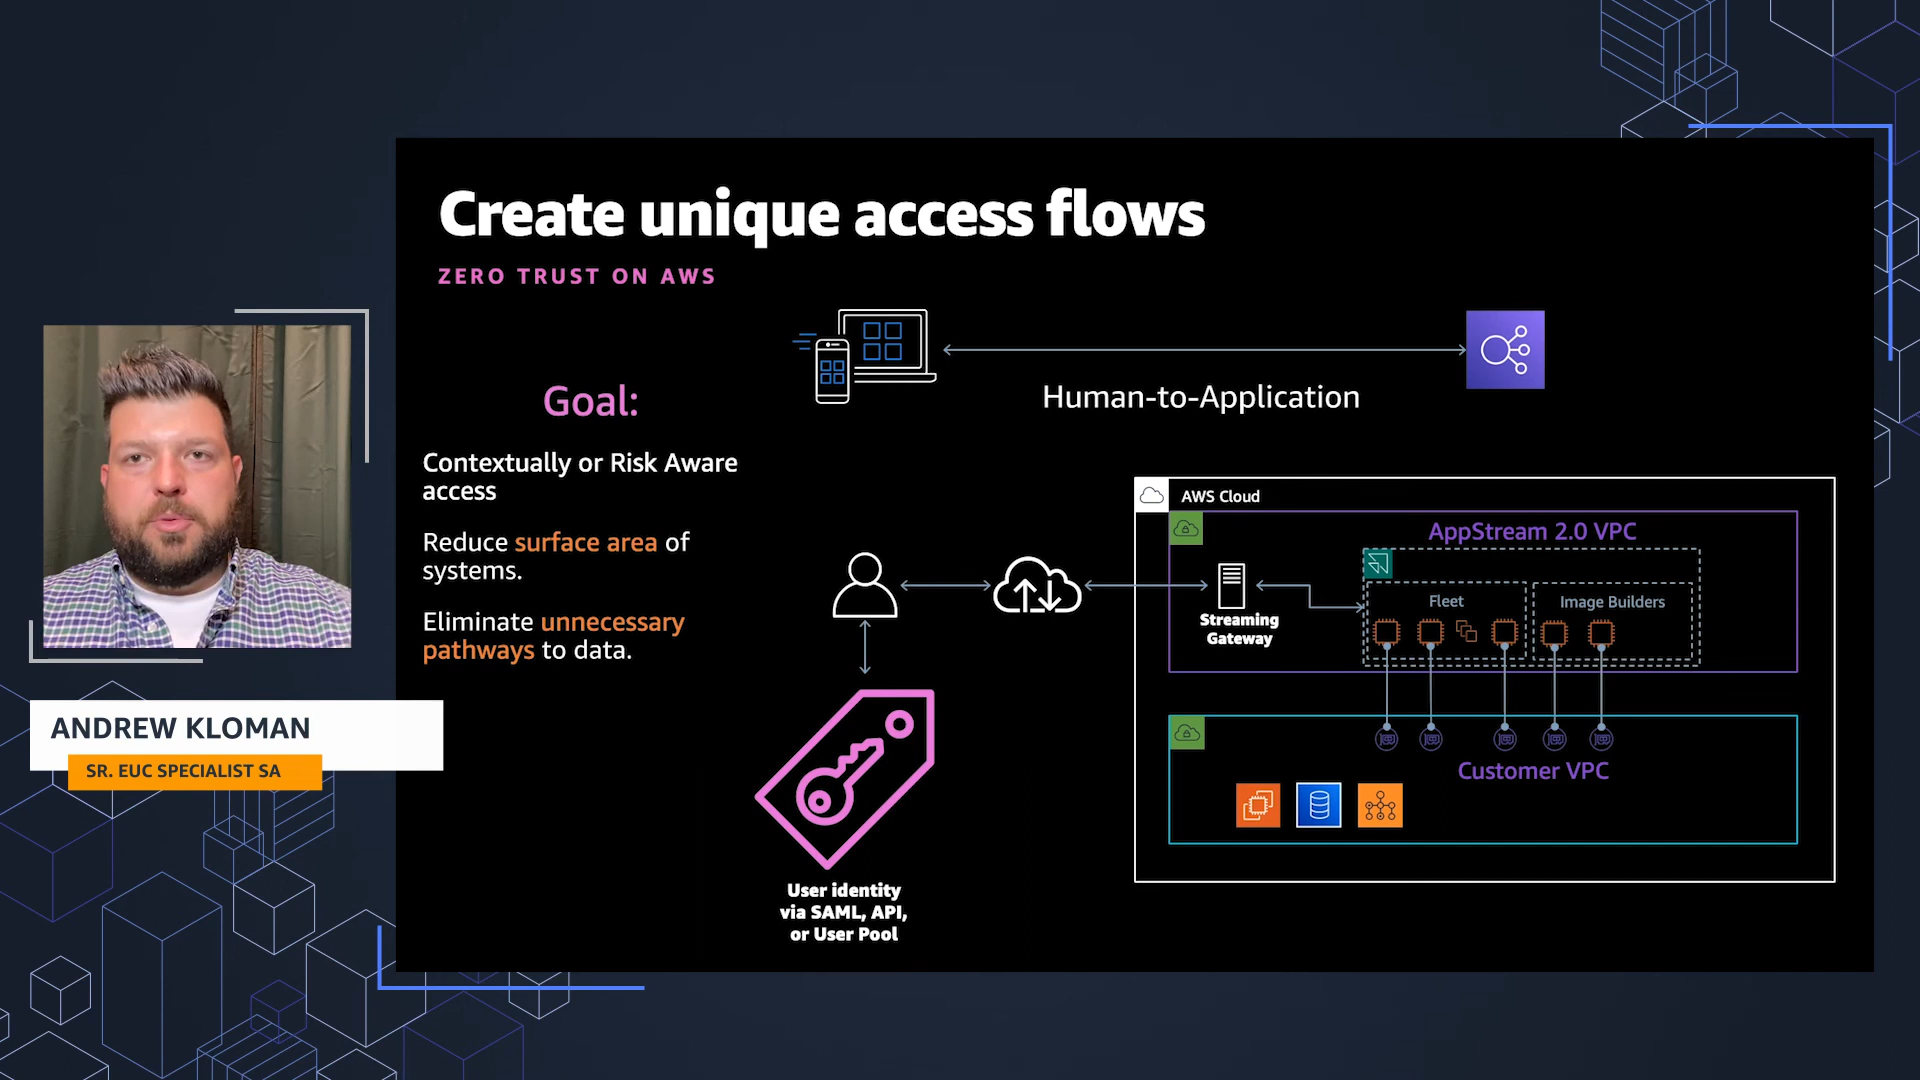 Create unique access flows
ZERO TRUST ON AWS
Goal:
Contextually or Risk Aware
access
Reduce surface area of
systems.
Eliminate unnecessary
pathways to data.
Human-to-Application
AWS Cloud
AppStream 2.0 VPC
Fleet
Image Builders
Streaming
Gateway
Customer VPC
User identity
via SAML, API,
or User Pool
ANDREW KLOMAN
SR. EUC SPECIALIST SA